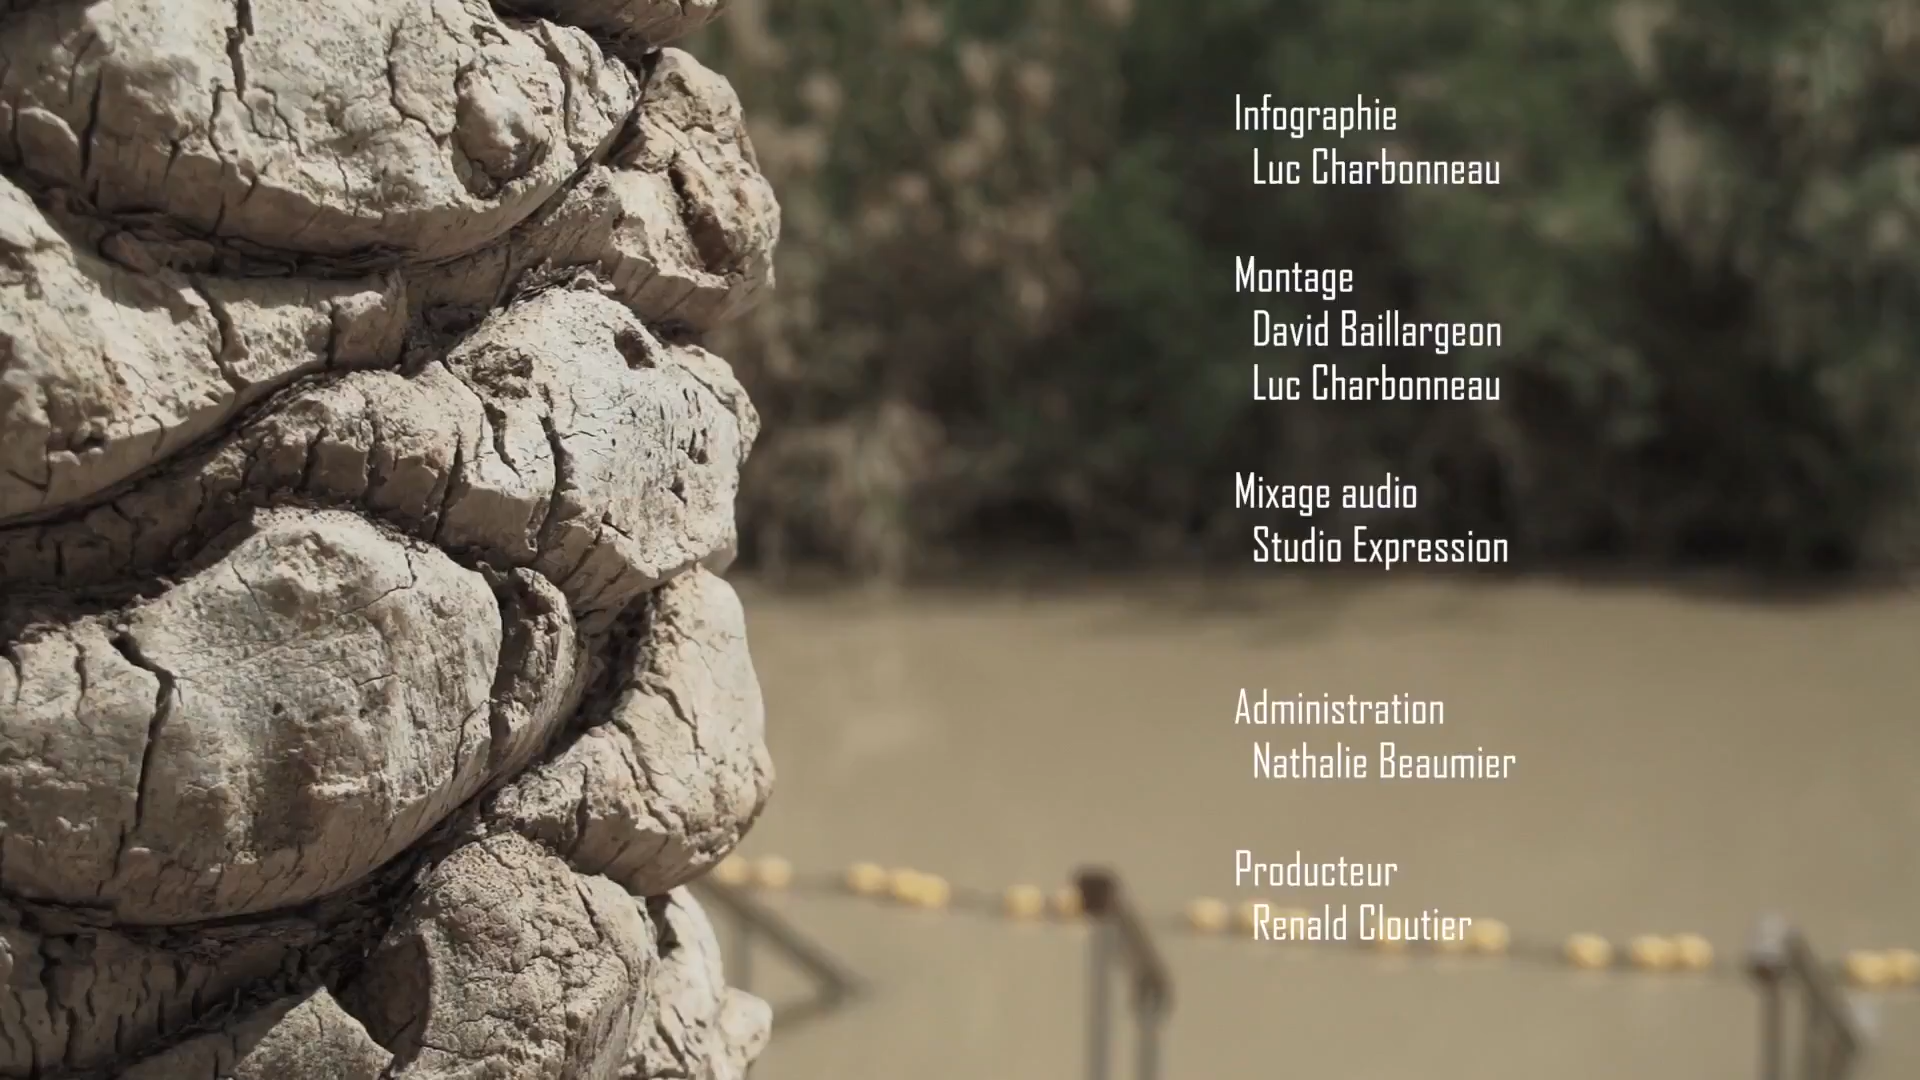 Infographie
Luc Charbonneau
Montage
David Baillargeon
Luc Charbonneau
Mixage audio
Studio Expression
Administration
Nathalie Beaumier
Producteur
Renald Cloutier